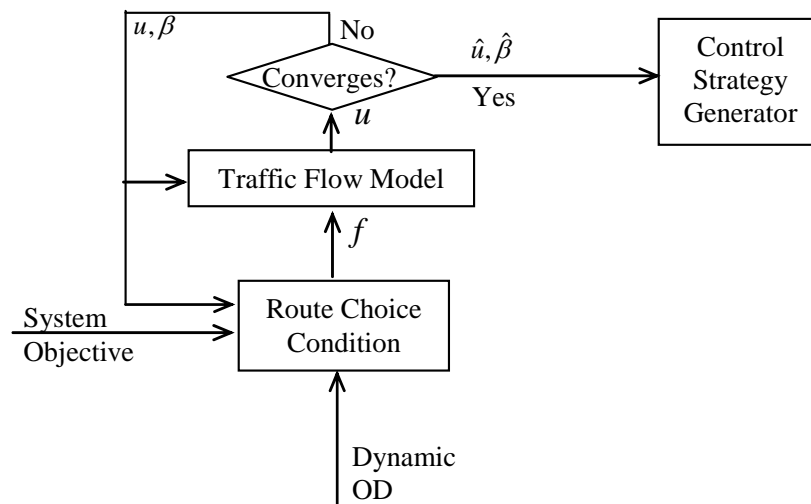 u, β
No
û, β̂
Converges?
Yes
Control
Strategy
Generator
u
Traffic Flow Model
f
Route Choice
Condition
System
Objective
Dynamic
OD